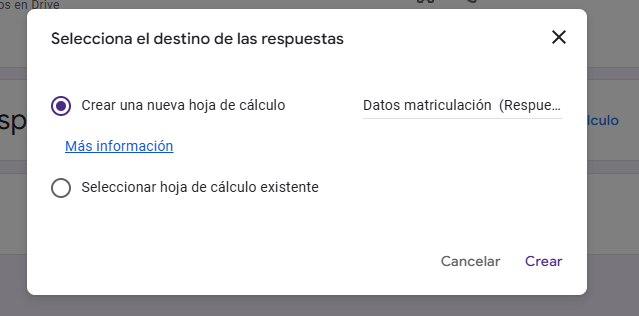 os en Drive
Selecciona el destino de las respuestas
Crear una nueva hoja de cálculo
Datos matriculación (Respue...
sp
lculo
Más información
Seleccionar hoja de cálculo existente
Cancelar
Crear